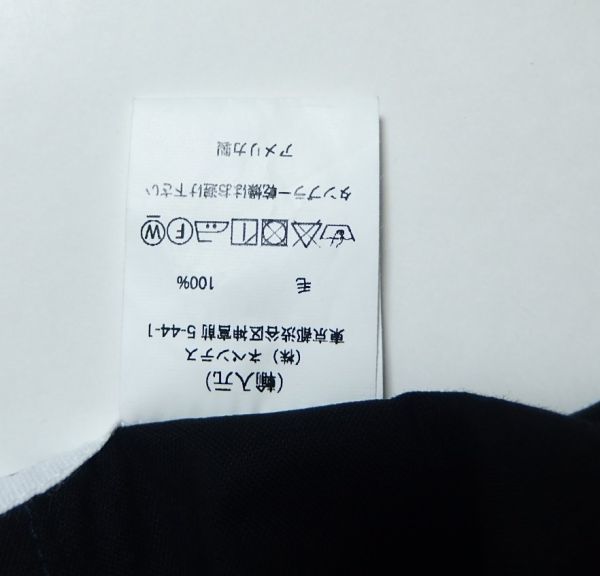 （輸入元）
（株）ネペンテス
東京都渋谷区神宮前 5-44-1
毛 100%
F W
タンブラー乾燥はお避け下さい
アメリカ製